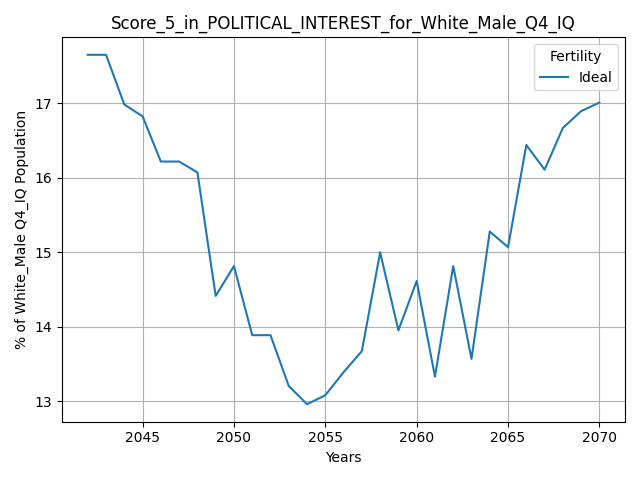 Score_5_in_POLITICAL_INTEREST_for_White_Male_Q4_IQ
Fertility
Ideal
% of White_Male Q4_IQ Population
17
16
15
14
13
2045 2050 2055 2060 2065 2070
Years